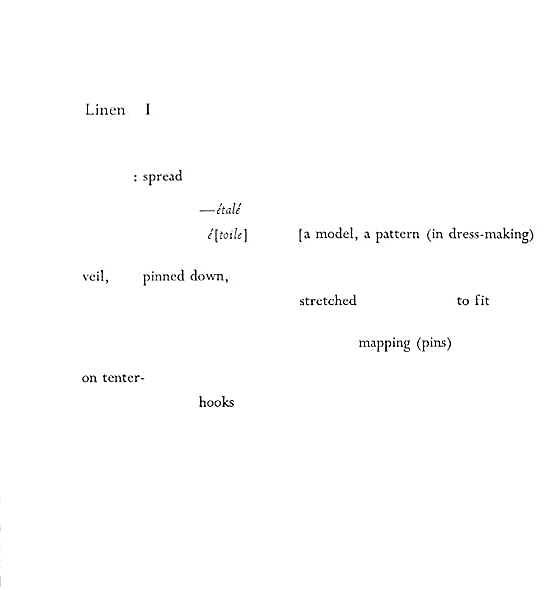 Linen I
: spread
—étalé
é[toile] [a model, a pattern (in dress-making)
veil, pinned down,
stretched to fit
mapping (pins)
on tenter-
hooks